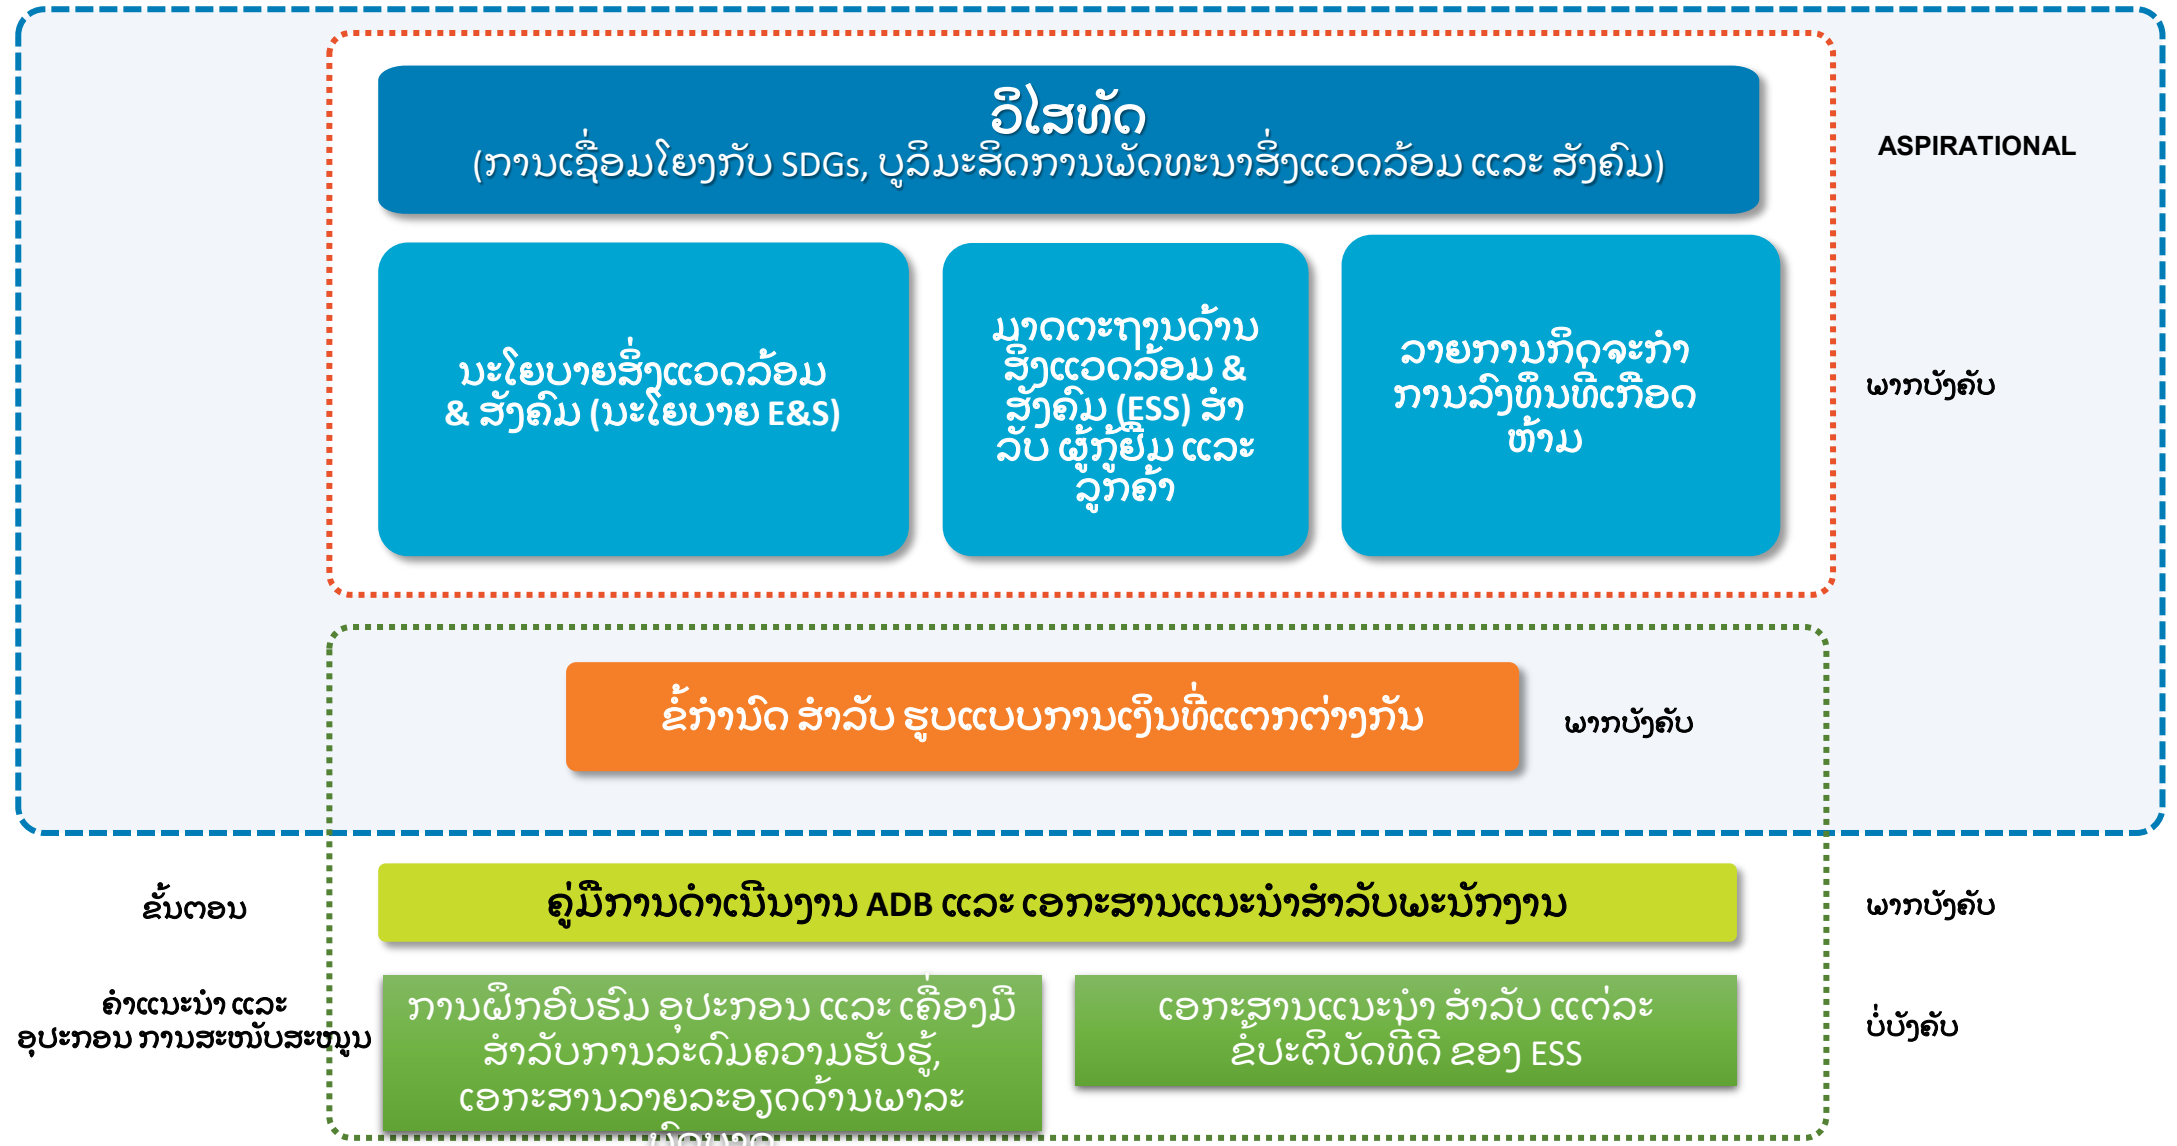 ວິໄສທັດ
(ການເຊື່ອມໂຍງກັບ SDGs, ບູລິມະສິດການພັດທະນາສິ່ງແວດລ້ອມ ແລະ ສັງຄົມ)
ASPIRATIONAL
ນະໂຍບາຍສິ່ງແວດລ້ອມ
& ສັງຄົມ (ນະໂຍບາຍ E&S)
ມາດຕະຖານດ້ານ
ສິ່ງແວດລ້ອມ &
ສັງຄົມ (ESS) ສຳ
ລັບ ຜູ້ກູ້ຢືມ ແລະ
ລູກຄ້າ
ລາຍການກິດຈະກຳ
ການລົງທຶນທີ່ເກືອດ
ຫ້າມ
ພາກບັງຄັບ
ຂໍ້ກຳນົດ ສຳລັບ ຮູບແບບການເງິນທີ່ແຕກຕ່າງກັນ
ພາກບັງຄັບ
ຂັ້ນຕອນ
ຄູ່ມືການດຳເນີນງານ ADB ແລະ ເອກະສານແນະນຳສຳລັບພະນັກງານ
ພາກບັງຄັບ
ຄຳແນະນຳ ແລະ
ອຸປະກອນ ການສະໜັບສະໜູນ
ການຝຶກອົບຮົມ ອຸປະກອນ ແລະ ເຄື່ອງມື
ສຳລັບການລະດົມຄວາມຮັບຮູ້,
ເອກະສານລາຍລະອຽດດ້ານພາລະ
ເອກະສານແນະນຳ ສຳລັບ ແຕ່ລະ
ຂໍ້ປະຕິບັດທີ່ດີ ຂອງ ESS
ບໍ່ບັງຄັບ